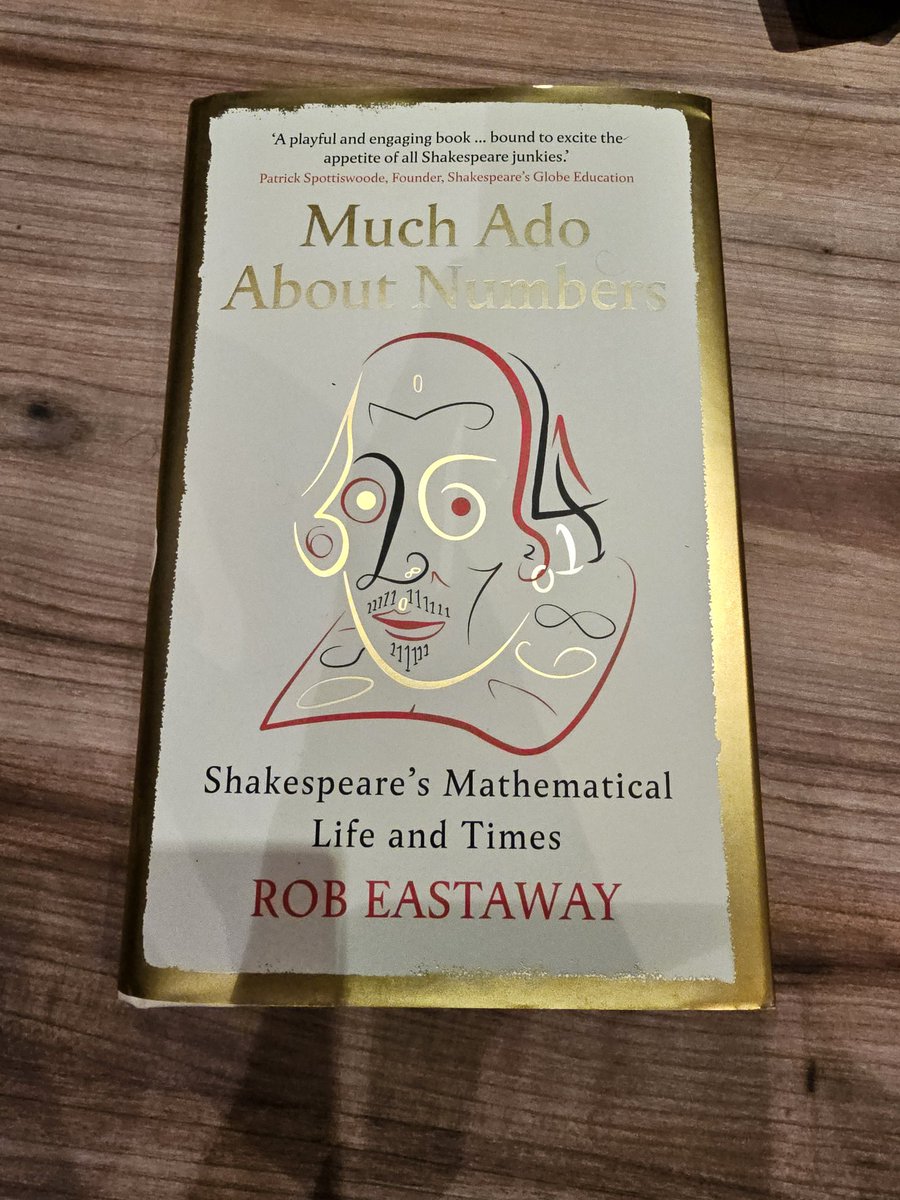 ‘A playful and engaging book ... bound to excite the
appetite of all Shakespeare junkies.’
Patrick Spottiswoode, Founder, Shakespeare’s Globe Education
Much Ado
About Numbers
Shakespeare’s Mathematical
Life and Times
ROB EASTAWAY